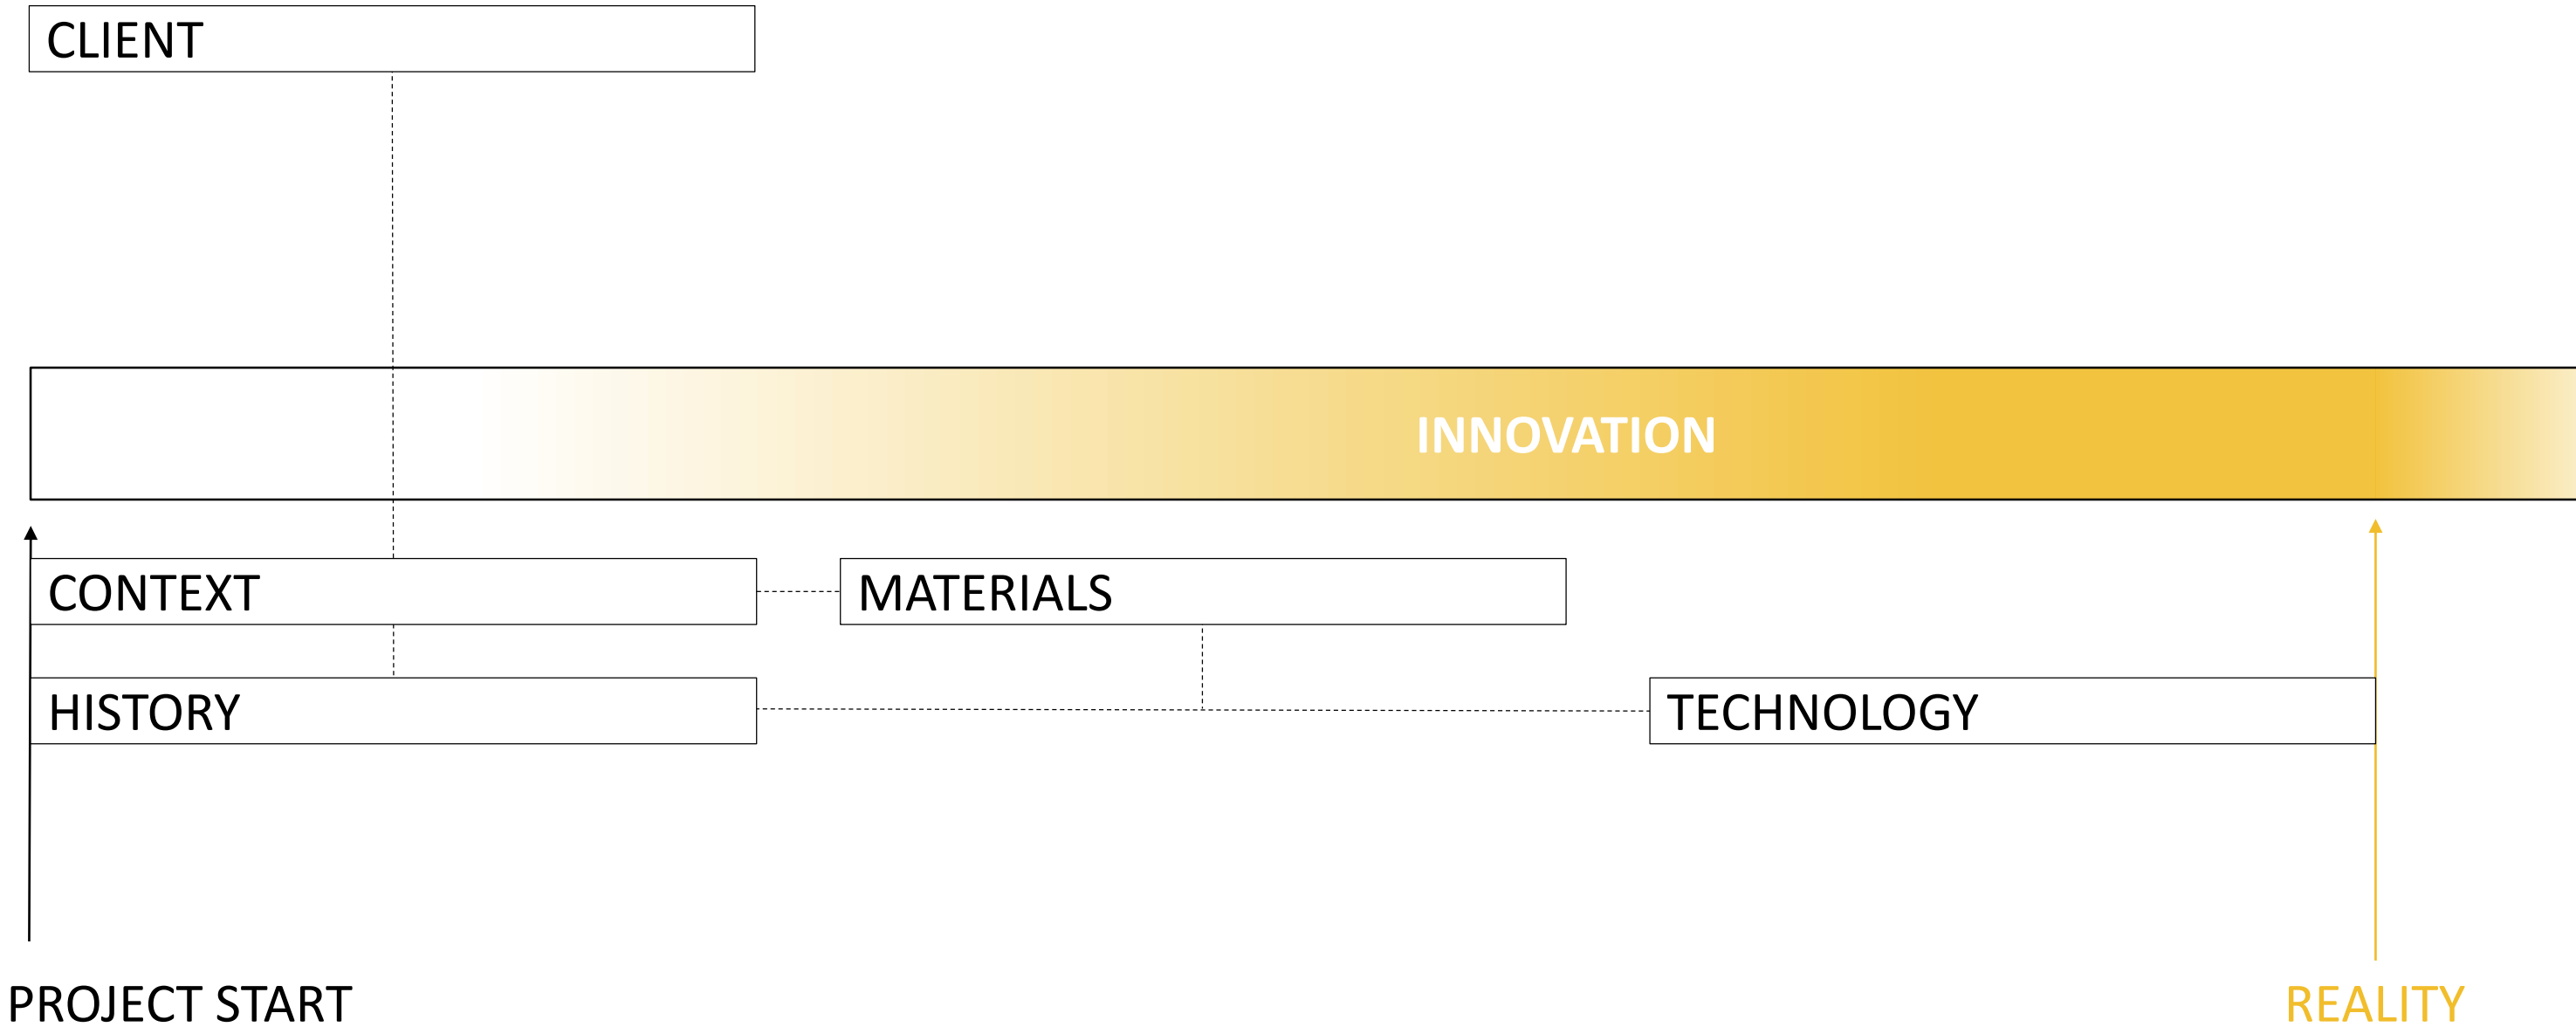 CLIENT
INNOVATION
CONTEXT
MATERIALS
HISTORY
TECHNOLOGY
PROJECT START
REALITY